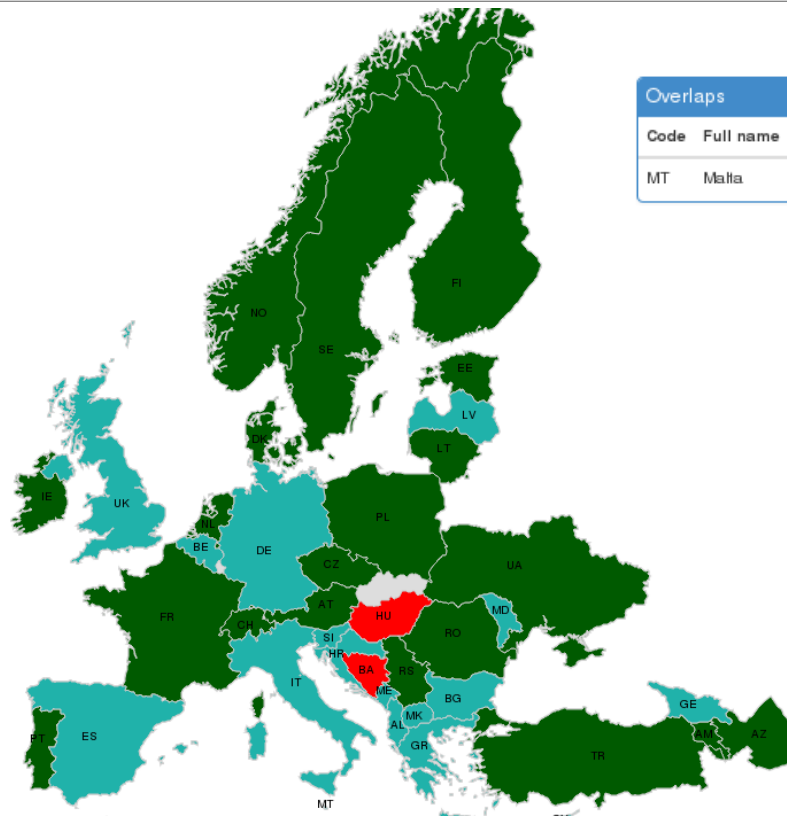 Overlaps
Code Full name
MT Malta
FI
NO
SE
EE
LV
LT
DK
IE
UK
NL
BE
DE
PL
CZ
UA
FR
CH
AT
HU
MD
RO
SI
HR
BA
RS
ME
IT
BG
MK
AL
GR
PT
ES
GE
AM
AZ
TR
MT